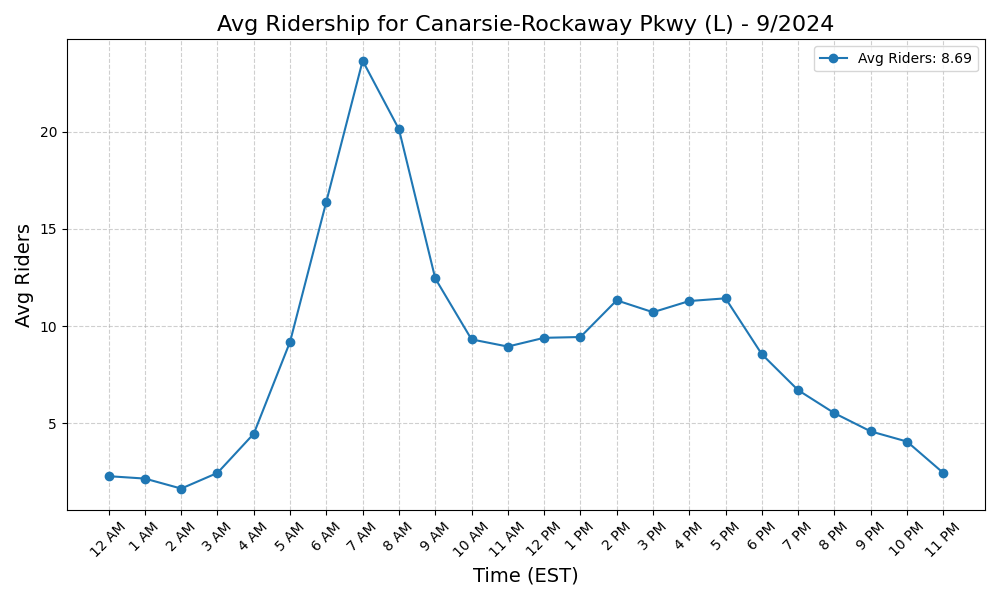 Avg Ridership for Canarsie-Rockaway Pkwy (L) - 9/2024
Avg Riders: 8.69
Avg Riders
20
15
10
5
12 AM
1 AM
2 AM
3 AM
4 AM
5 AM
6 AM
7 AM
8 AM
9 AM
10 AM
11 AM
12 PM
1 PM
2 PM
3 PM
4 PM
5 PM
6 PM
7 PM
8 PM
9 PM
10 PM
11 PM
Time (EST)